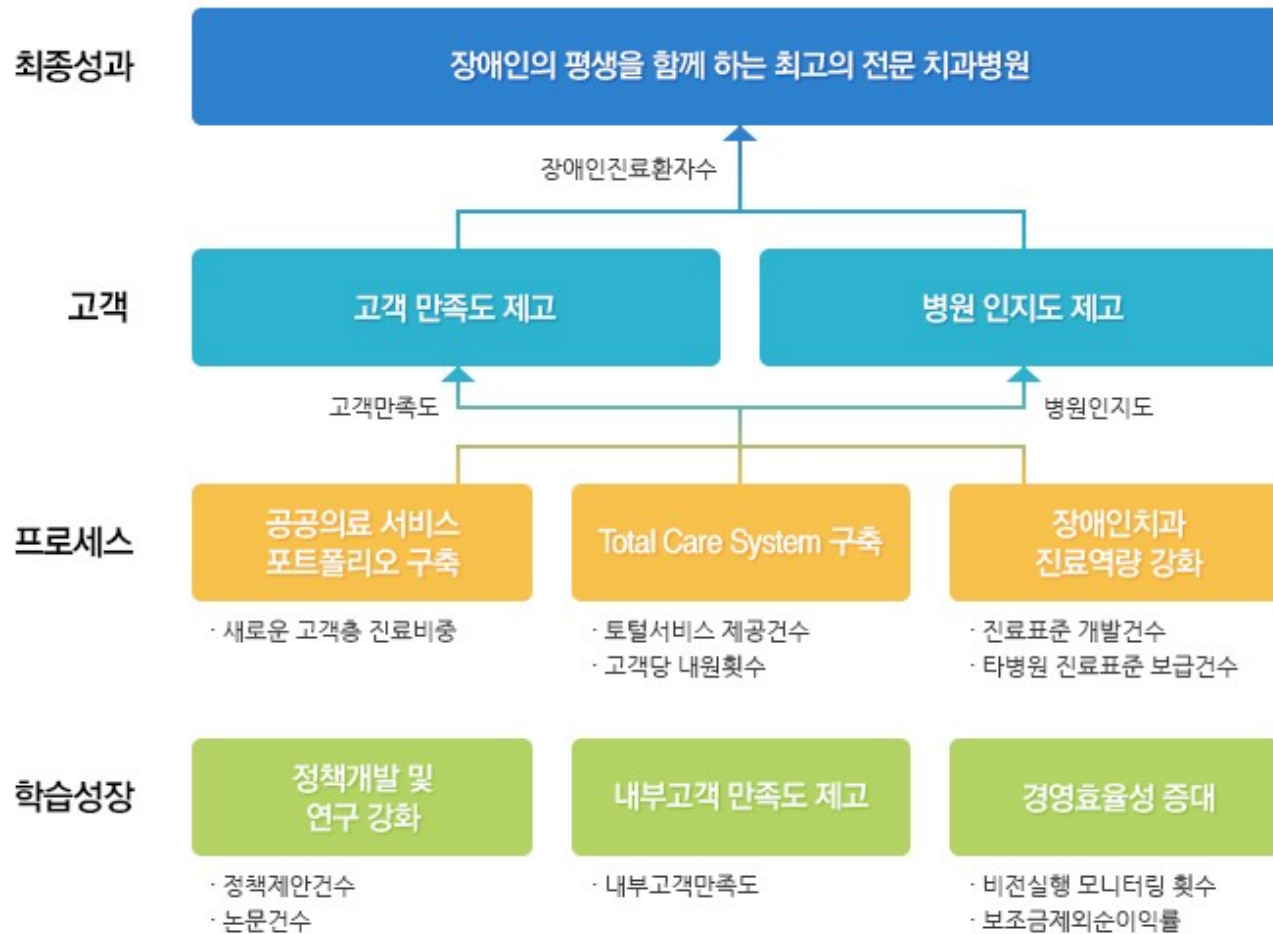 최종성과
장애인의 평생을 함께 하는 최고의 전문 치과병원
장애인진료환자수
고객
고객 만족도 제고
병원 인지도 제고
고객만족도
병원인지도
프로세스
공공의료 서비스
포트폴리오 구축
Total Care System 구축
장애인치과
진료역량 강화
· 새로운 고객층 진료비중
· 토털서비스 제공건수
· 고객당 내원횟수
· 진료표준 개발건수
· 타병원 진료표준 보급건수
학습성장
정책개발 및
연구 강화
내부고객 만족도 제고
경영효율성 증대
· 정책제안건수
· 논문건수
· 내부고객만족도
· 비전실행 모니터링 횟수
· 보조금제외순이익률